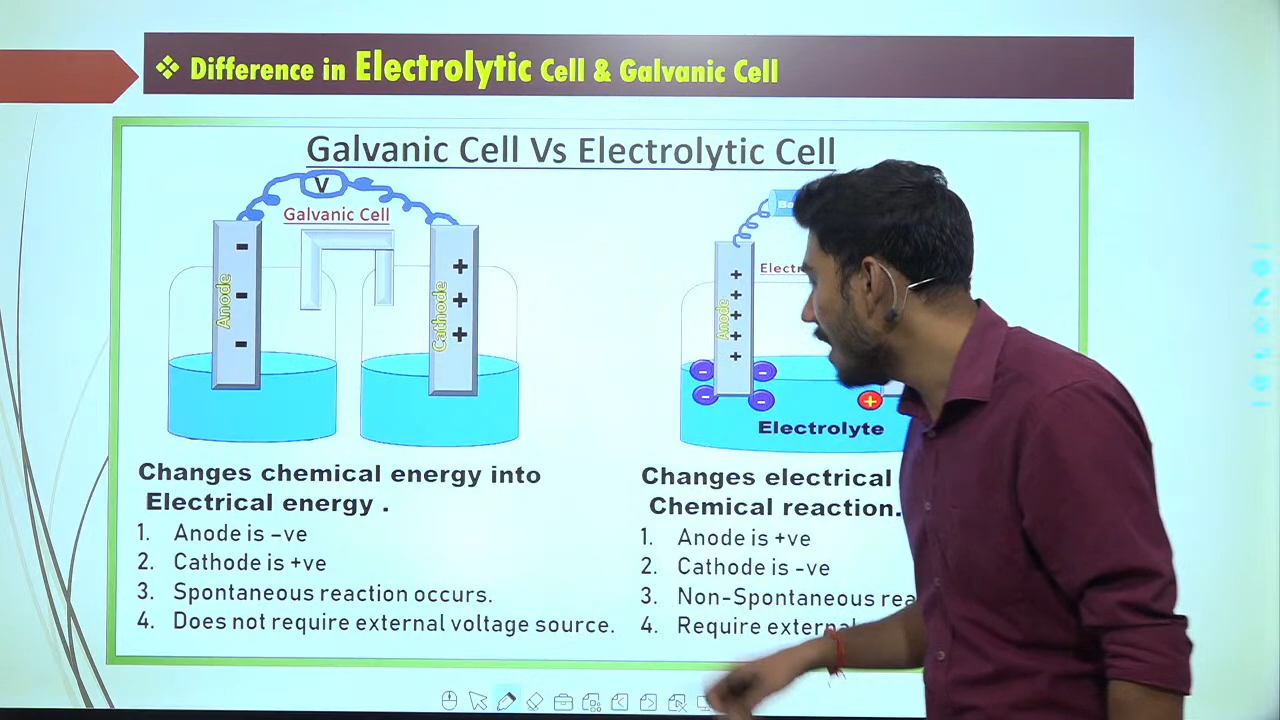 ❖ Difference in Electrolytic Cell & Galvanic Cell
Galvanic Cell Vs Electrolytic Cell
V
Galvanic Cell
-
-
-
Anode
+
+
+
Cathode
Changes chemical energy into
Electrical energy .
1. Anode is –ve
2. Cathode is +ve
3. Spontaneous reaction occurs.
4. Does not require external voltage source.
+
+
+
+
+
Anode
-
-
-
-
+
Electrolyte
Changes electrical
Chemical reaction.
1. Anode is +ve
2. Cathode is -ve
3. Non-Spontaneous
4. Require